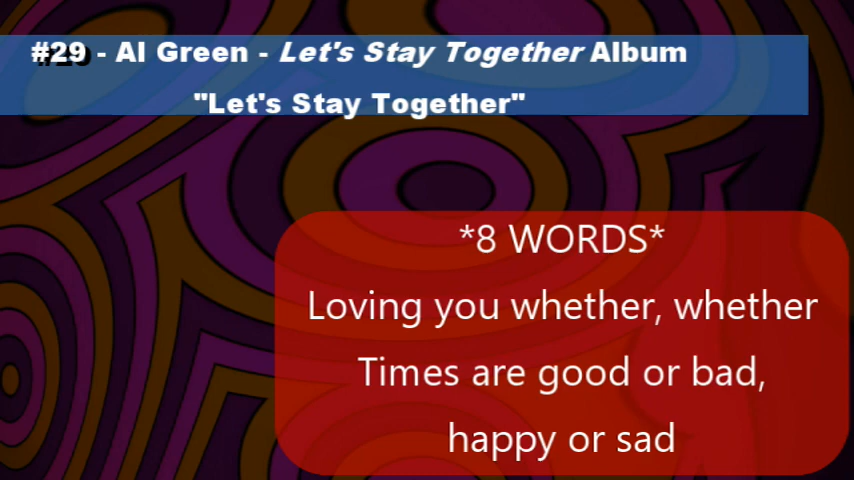 #29 - Al Green - Let's Stay Together Album
"Let's Stay Together"
*8 WORDS*
Loving you whether, whether
Times are good or bad,
happy or sad